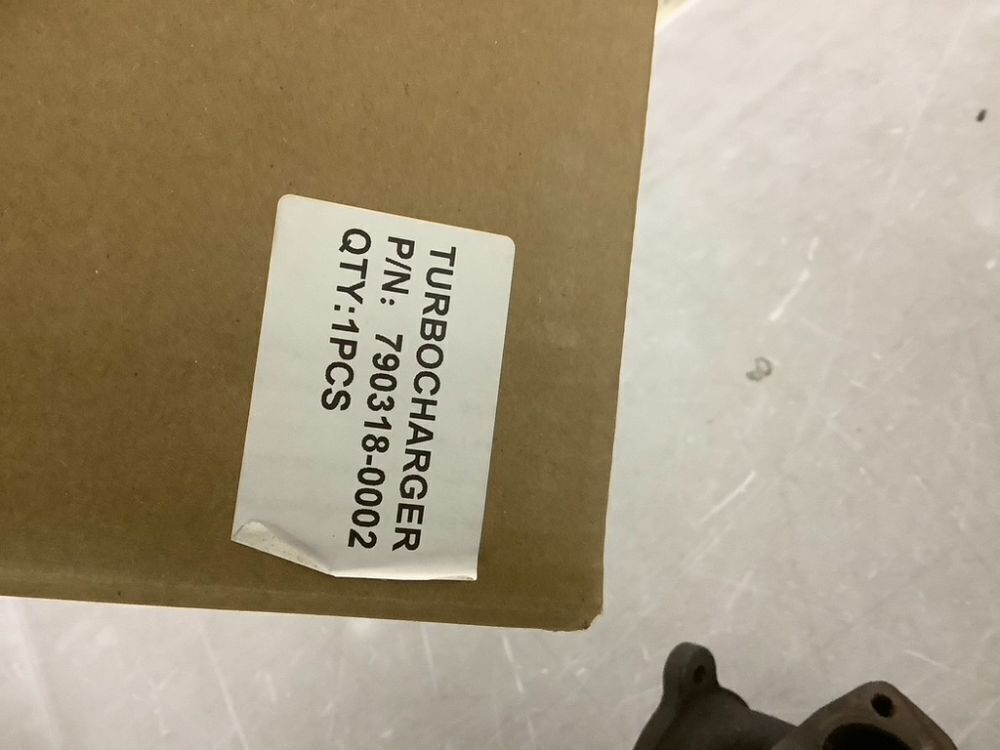 TURBOCHARGER
P/N: 790318-0002
QTY:1PCS